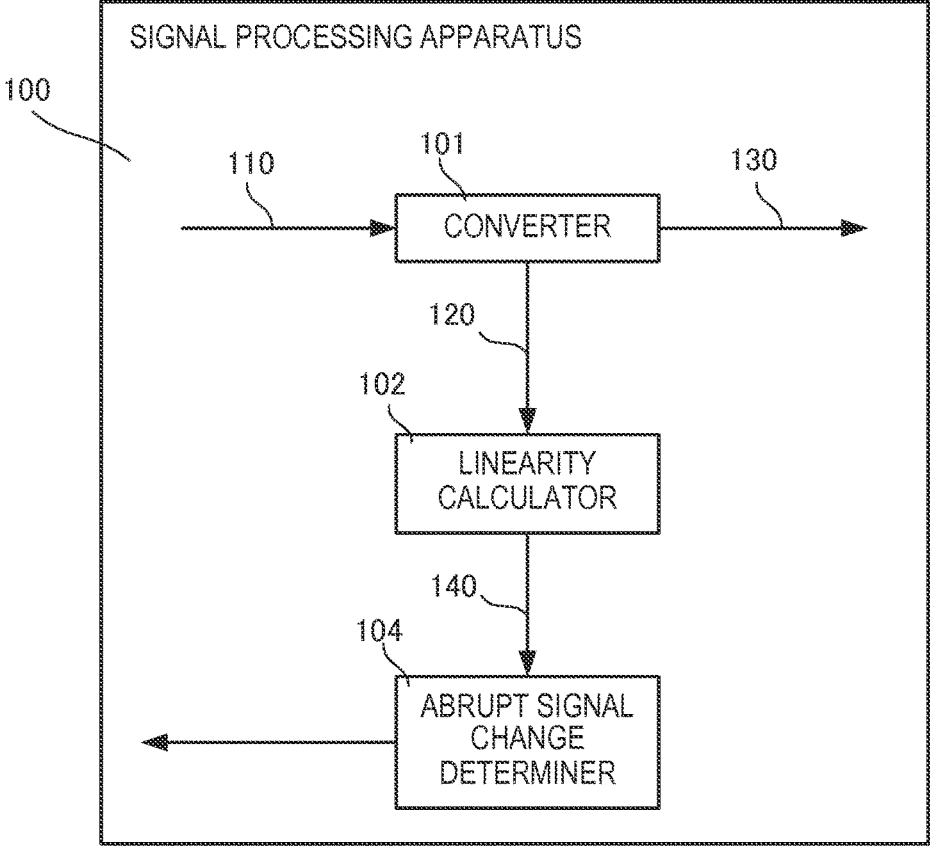 SIGNAL PROCESSING APPARATUS
100
101
110
130
CONVERTER
120
102
LINEARITY
CALCULATOR
140
104
ABRUPT SIGNAL
CHANGE
DETERMINER